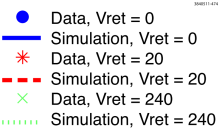 3848511-474
Data, Vret = 0
Simulation, Vret = 0
Data, Vret = 20
Simulation, Vret = 20
Data, Vret = 240
Simulation, Vret = 240